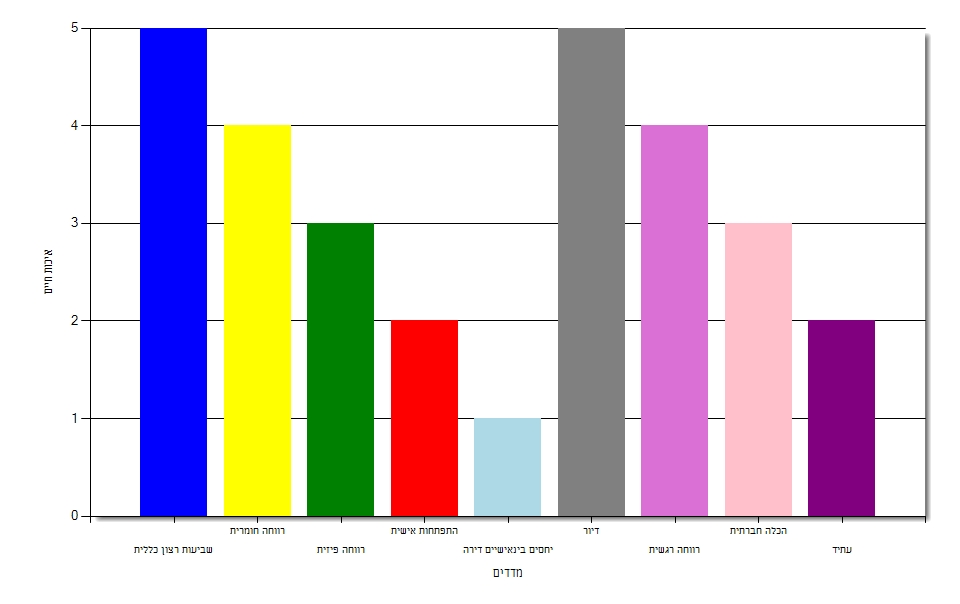 5
4
3
2
1
0
איכות חיים
שביעות רצון כללית
רווחה חומרית
רווחה פיזית
התפתחות אישית
יחסים בינאישיים דירה
דיור
רווחה רגשית
הכלה חברתית
עתיד
מדדים